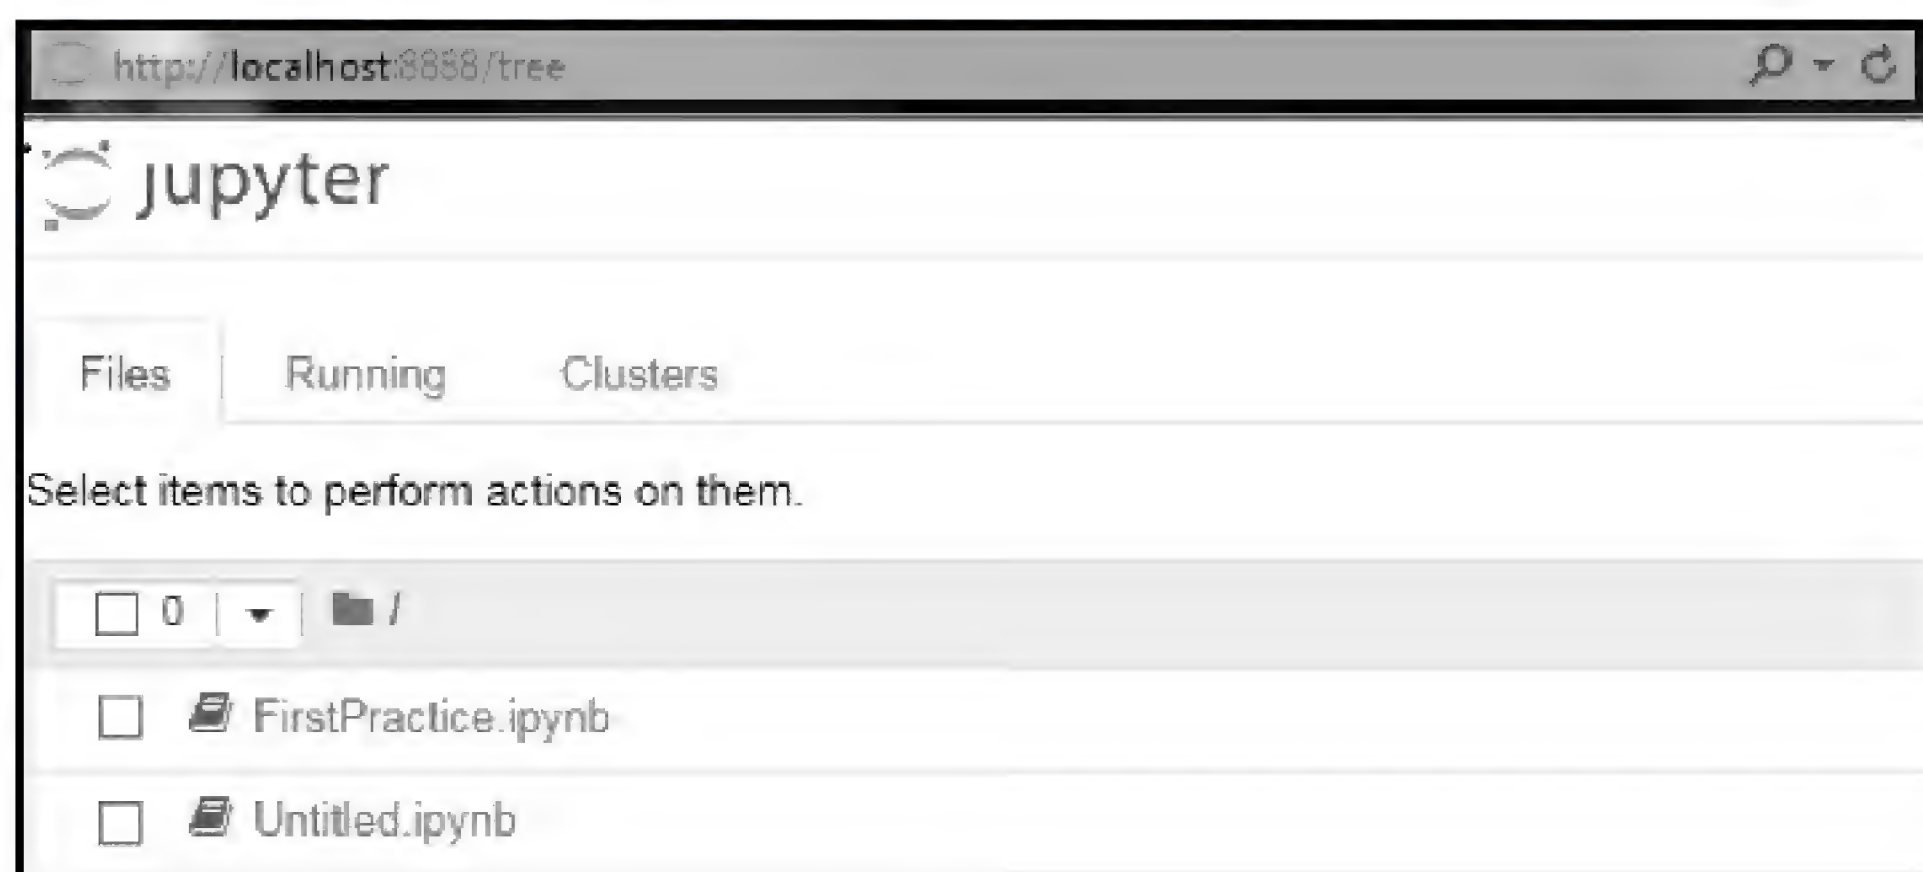 http://localhost:8888/tree
jupyter
Files Running Clusters
Select items to perform actions on them.
0 /
FirstPractice.ipynb
Untitled.ipynb